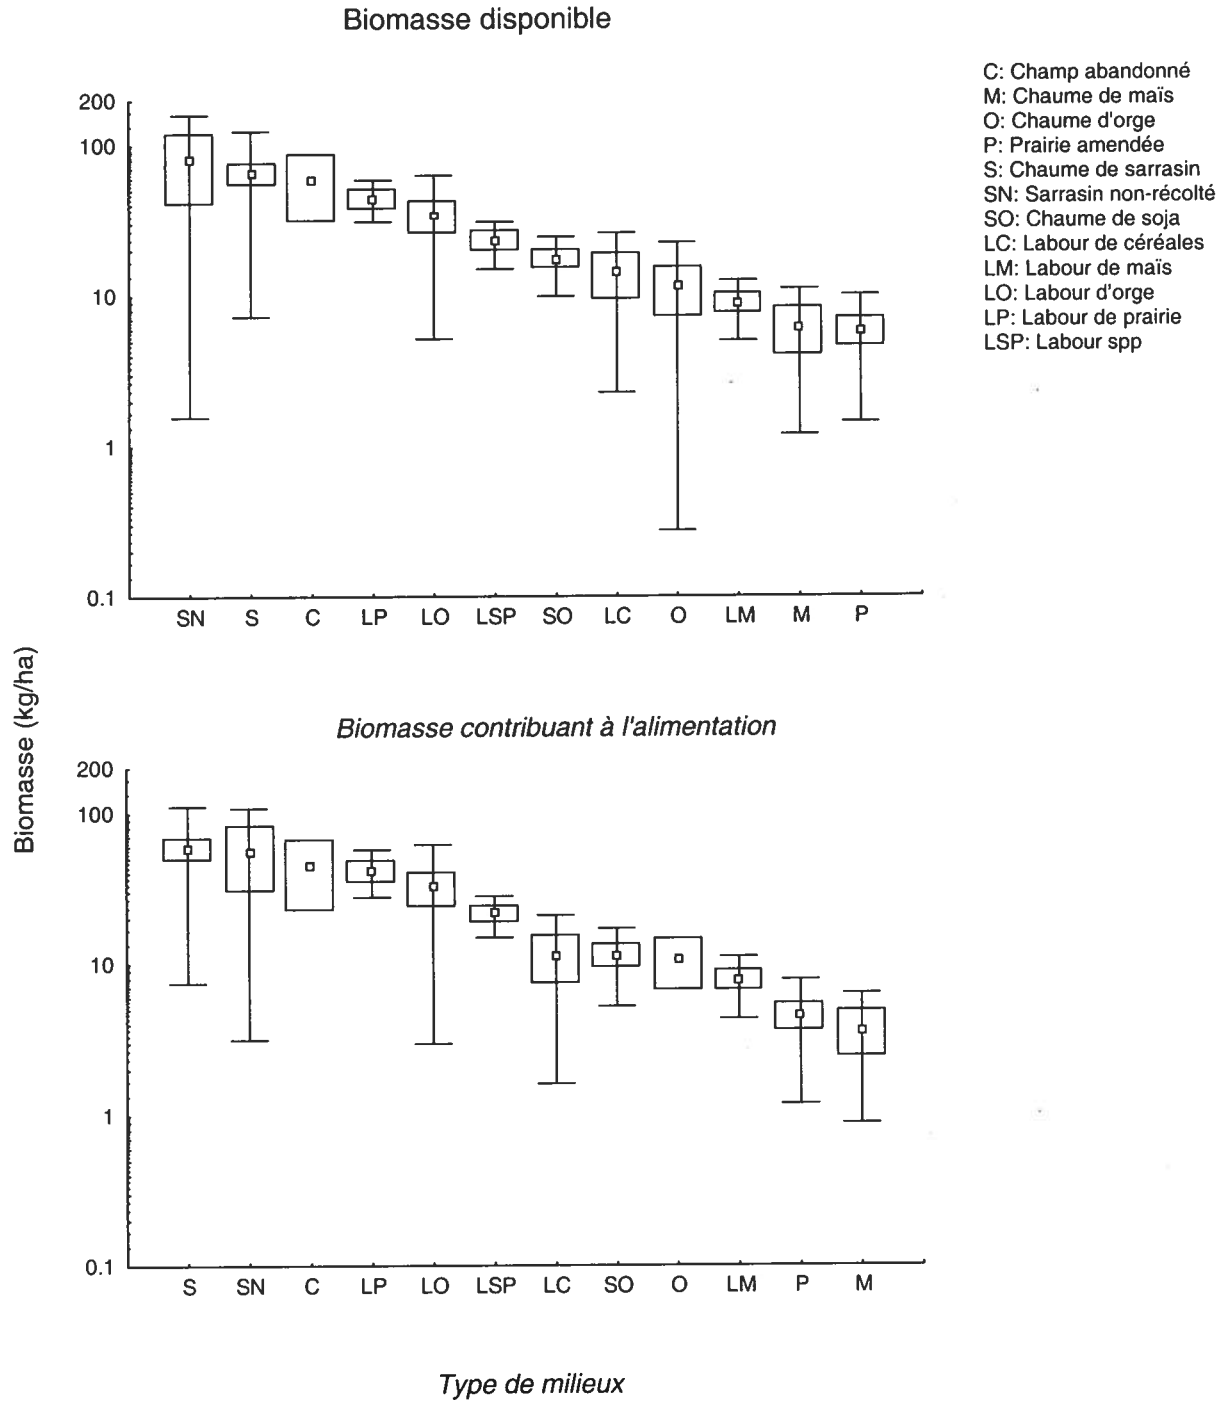 Biomasse disponible
C: Champ abandonné
M: Chaume de maïs
O: Chaume d'orge
P: Prairie amendée
S: Chaume de sarrasin
SN: Sarrasin non-récolté
SO: Chaume de soja
LC: Labour de céréales
LM: Labour de maïs
LO: Labour d'orge
LP: Labour de prairie
LSP: Labour spp
200
100
10
1
0.1
SN S C LP LO LSP SO LC O LM M P
Biomasse (kg/ha)
Biomasse contribuant à l'alimentation
200
100
10
1
0.1
S SN C LP LO LSP LC SO O LM P M
Type de milieux